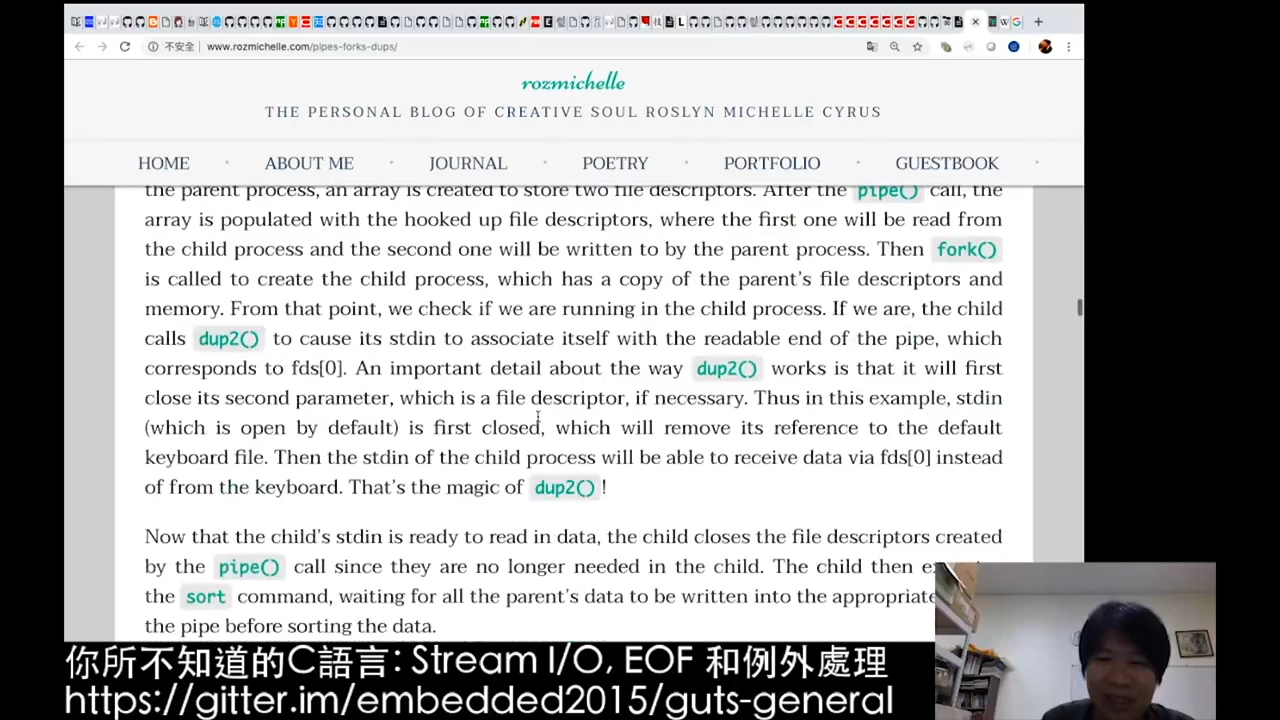 不安全 www.rozmichelle.com/pipes-forks-dups/
rozmichelle
THE PERSONAL BLOG OF CREATIVE SOUL ROSLYN MICHELLE CYRUS
HOME · ABOUT ME · JOURNAL · POETRY · PORTFOLIO · GUESTBOOK ·
the parent process, an array is created to store two file descriptors. After the pipe() call, the
array is populated with the hooked up file descriptors, where the first one will be read from
the child process and the second one will be written to by the parent process. Then fork()
is called to create the child process, which has a copy of the parent's file descriptors and
memory. From that point, we check if we are running in the child process. If we are, the child
calls dup2() to cause its stdin to associate itself with the readable end of the pipe, which
corresponds to fds[0]. An important detail about the way dup2() works is that it will first
close its second parameter, which is a file descriptor, if necessary. Thus in this example, stdin
(which is open by default) is first closed, which will remove its reference to the default
keyboard file. Then the stdin of the child process will be able to receive data via fds[0] instead
of from the keyboard. That's the magic of dup2()!
Now that the child's stdin is ready to read in data, the child closes the file descriptors created
by the pipe() call since they are no longer needed in the child. The child then
the sort command, waiting for all the parent's data to be written into the appropriate
the pipe before sorting the data.
你所不知道的C語言: Stream I/O, EOF 和例外處理
https://gitter.im/embedded2015/guts-general